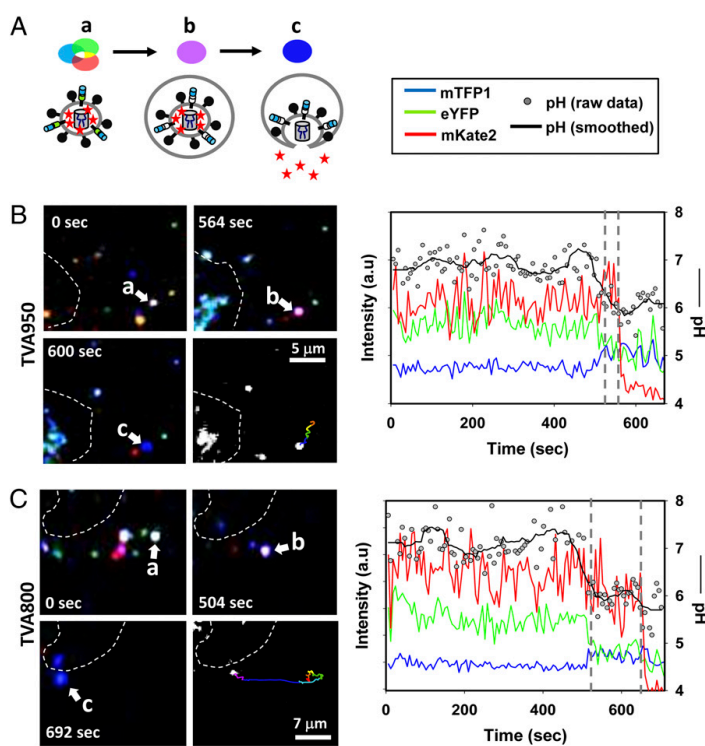 A
a
b
c
mTFP1
eYFP
mKate2
pH (raw data)
pH (smoothed)
B
TVA950
0 sec
a
564 sec
b
600 sec
c
5 µm
Intensity (a.u)
8
7
6
5
4
pH
0
200
400
600
Time (sec)
C
TVA800
0 sec
a
504 sec
b
692 sec
c
7 µm
Intensity (a.u)
8
7
6
5
4
pH
0
200
400
600
Time (sec)